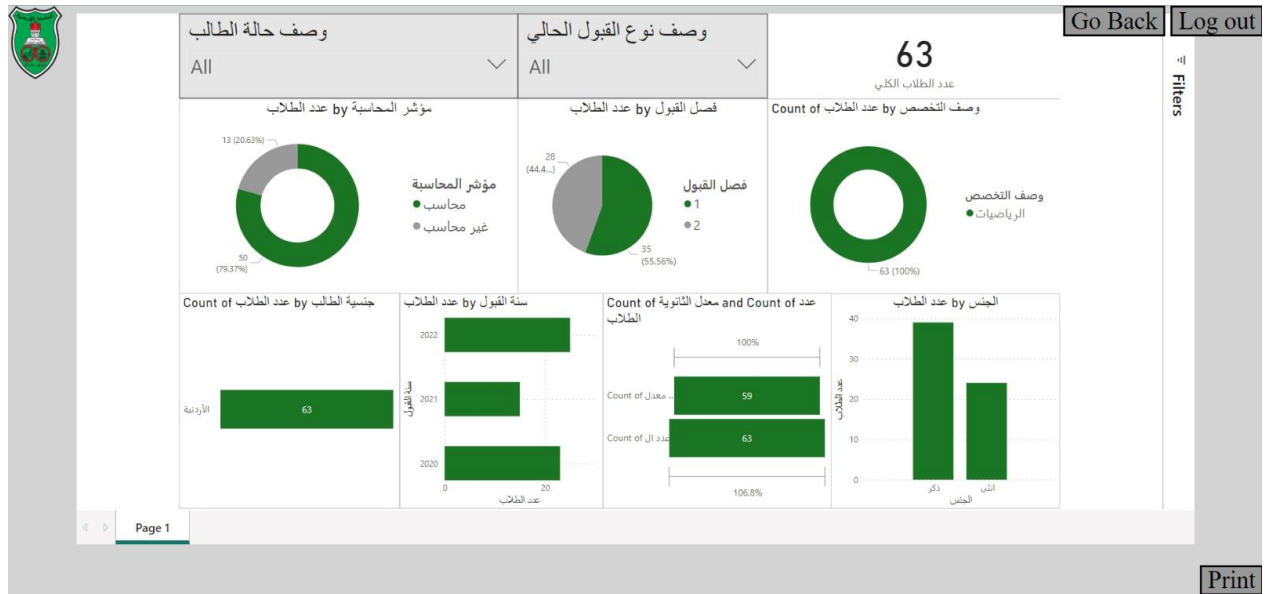 Go Back
Log out
وصف حالة الطالب
All
وصف نوع القبول الحالي
All
63
عدد الطلاب الكلي
Filters
مؤشر المحاسبة by عدد الطلاب
13 (20.63%)
50
(79.37%)
مؤشر المحاسبة
محاسب
غير محاسب
فصل القبول by عدد الطلاب
28
(44.4...)
35
(55.56%)
فصل القبول
1
2
Count of وصف التخصص by عدد الطلاب
63 (100%)
وصف التخصص
الرياضيات
Count of جنسية الطالب by عدد الطلاب
الأردنية
63
سنة القبول by عدد الطلاب
سنة القبول
2022
2021
2020
0
20
عدد الطلاب
Count of معدل الثانوية and Count of عدد
الطلاب
100%
Count of معدل ..
59
Count of عدد ال
63
106.8%
الجنس by عدد الطلاب
عدد الطلاب
40
30
20
10
0
ذكر
انثى
الجنس
Page 1
Print